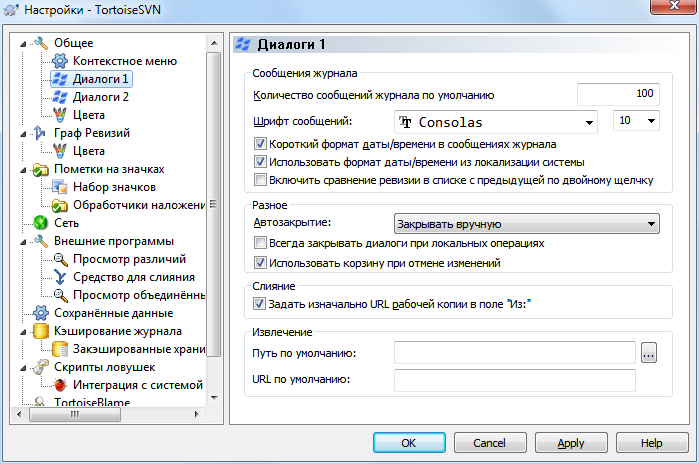 Настройки - TortoiseSVN
Общее
Контекстное меню
Диалоги 1
Диалоги 2
Цвета
Граф Ревизий
Цвета
Пометки на значках
Набор значков
Обработчики наложени
Сеть
Внешние программы
Просмотр различий
Средство для слияния
Просмотр объединённь
Сохранённые данные
Кэширование журнала
Закэшированные храни
Скрипты ловушек
Интеграция с системой
TortoiseBlame
Диалоги 1
Сообщения журнала
Количество сообщений журнала по умолчанию 100
Шрифт сообщений: Consolas 10
Короткий формат даты/времени в сообщениях журнала
Использовать формат даты/времени из локализации системы
Включить сравнение ревизии в списке с предыдущей по двойному щелчку
Разное
Автозакрытие: Закрывать вручную
Всегда закрывать диалоги при локальных операциях
Использовать корзину при отмене изменений
Слияние
Задать изначально URL рабочей копии в поле "Из:"
Извлечение
Путь по умолчанию: ...
URL по умолчанию:
OK Cancel Apply Help